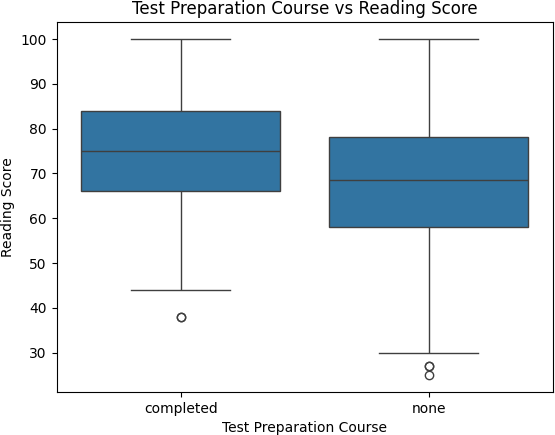 Test Preparation Course vs Reading Score
100
90
80
70
60
50
40
30
Reading Score
completed
none
Test Preparation Course